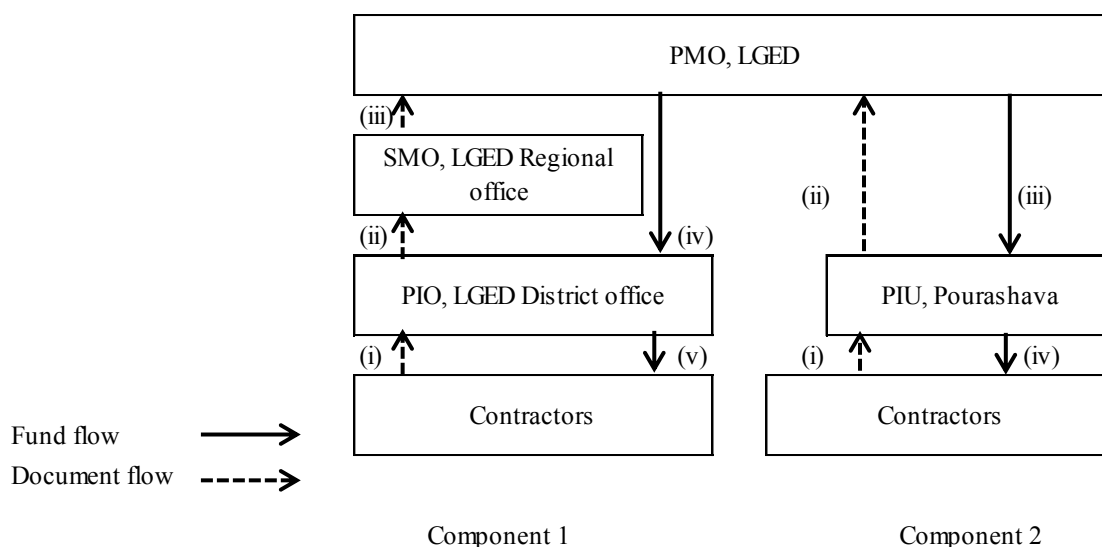 PMO, LGED
(iii)
SMO, LGED Regional
office
(ii)
(iii)
(ii)
(iv)
PIO, LGED District office
PIU, Pourashava
(i)
(v)
(i)
(iv)
Contractors
Contractors
Fund flow
Document flow
Component 1
Component 2